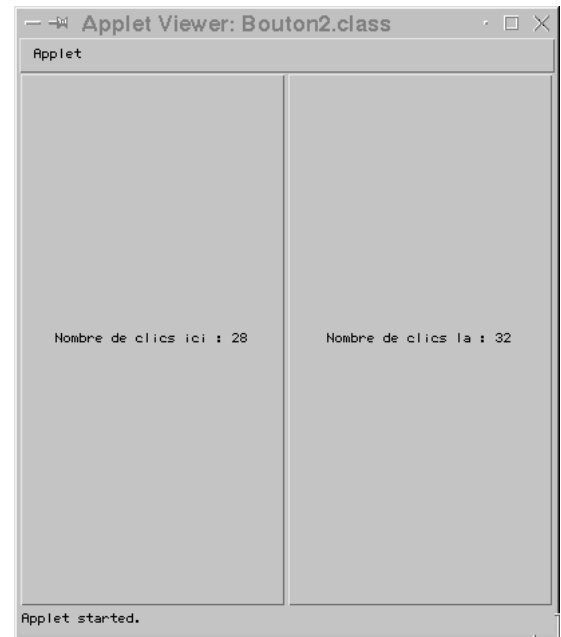 Applet Viewer: Bouton2.class
Applet
Nombre de clics ici : 28
Nombre de clics la : 32
Applet started.